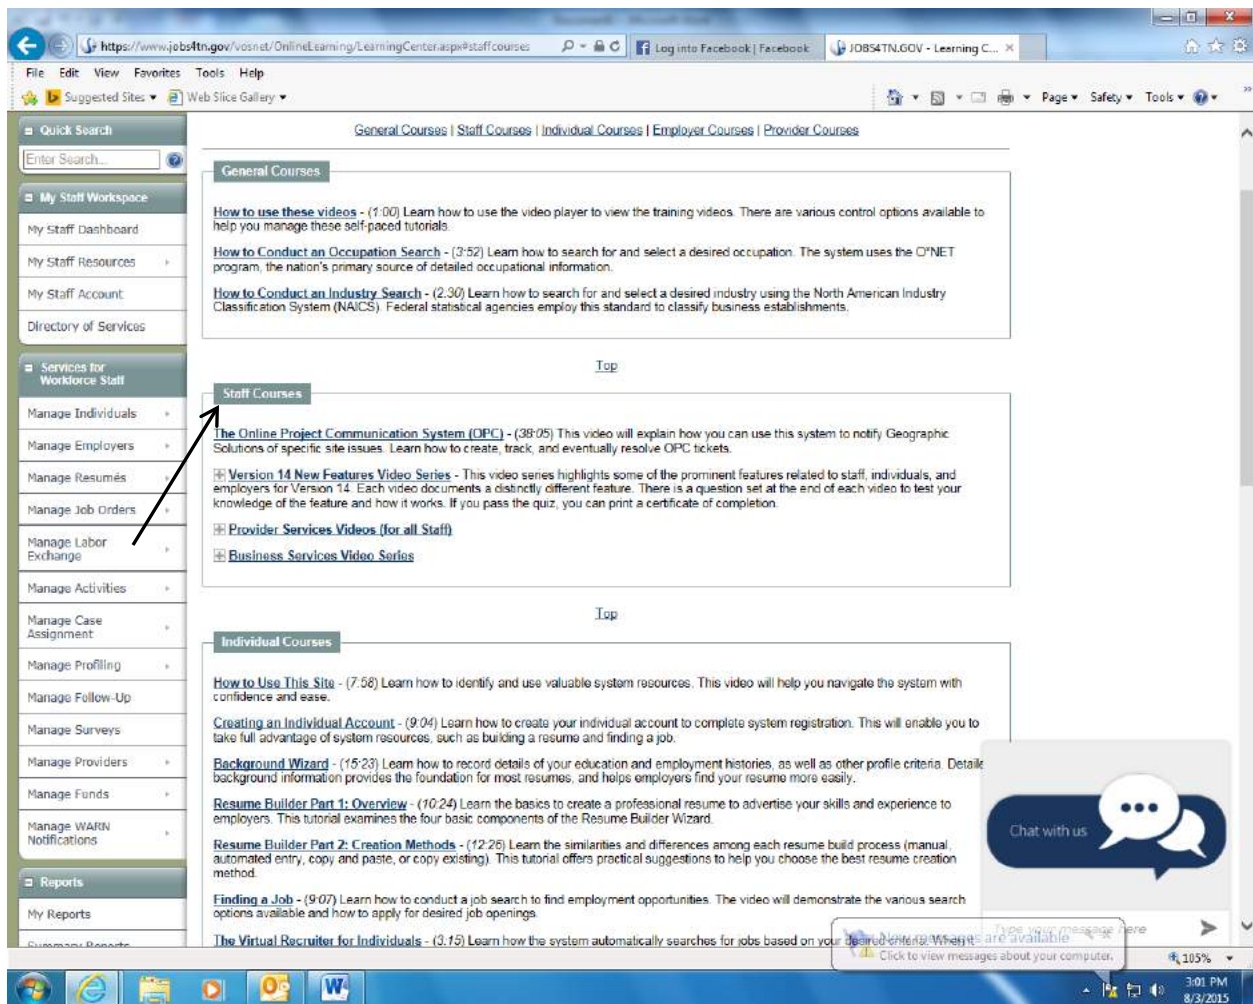 Document1 - Microsoft Word
https://www.jobs4tn.gov/vosnet/OnlineLearning/LearningCenter.aspx#staffcourses
Log into Facebook | Facebook
JOBS4TN.GOV - Learning C...
File Edit View Favorites Tools Help
Suggested Sites
Web Slice Gallery
Page Safety Tools
Quick Search
Enter Search...
My Staff Workspace
My Staff Dashboard
My Staff Resources
My Staff Account
Directory of Services
Services for
Workforce Staff
Manage Individuals
Manage Employers
Manage Resumés
Manage Job Orders
Manage Labor
Exchange
Manage Activities
Manage Case
Assignment
Manage Profiling
Manage Follow-Up
Manage Surveys
Manage Providers
Manage Funds
Manage WARN
Notifications
Reports
My Reports
Summary Reports
General Courses | Staff Courses | Individual Courses | Employer Courses | Provider Courses
General Courses
How to use these videos - (1:00) Learn how to use the video player to view the training videos. There are various control options available to
help you manage these self-paced tutorials.
How to Conduct an Occupation Search - (3:52) Learn how to search for and select a desired occupation. The system uses the O*NET
program, the nation's primary source of detailed occupational information.
How to Conduct an Industry Search - (2:30) Learn how to search for and select a desired industry using the North American Industry
Classification System (NAICS). Federal statistical agencies employ this standard to classify business establishments.
Top
Staff Courses
The Online Project Communication System (OPC) - (38:05) This video will explain how you can use this system to notify Geographic
Solutions of specific site issues. Learn how to create, track, and eventually resolve OPC tickets.
Version 14 New Features Video Series - This video series highlights some of the prominent features related to staff, individuals, and
employers for Version 14. Each video documents a distinctly different feature. There is a question set at the end of each video to test your
knowledge of the feature and how it works. If you pass the quiz, you can print a certificate of completion.
Provider Services Videos (for all Staff)
Business Services Video Series
Top
Individual Courses
How to Use This Site - (7:58) Learn how to identify and use valuable system resources. This video will help you navigate the system with
confidence and ease.
Creating an Individual Account - (9:04) Learn how to create your individual account to complete system registration. This will enable you to
take full advantage of system resources, such as building a resume and finding a job.
Background Wizard - (15:23) Learn how to record details of your education and employment histories, as well as other profile criteria. Detaile
background information provides the foundation for most resumes, and helps employers find your resume more easily.
Resume Builder Part 1: Overview - (10:24) Learn the basics to create a professional resume to advertise your skills and experience to
employers. This tutorial examines the four basic components of the Resume Builder Wizard.
Resume Builder Part 2: Creation Methods - (12:26) Learn the similarities and differences among each resume build process (manual,
automated entry, copy and paste, or copy existing). This tutorial offers practical suggestions to help you choose the best resume creation
method.
Finding a Job - (9:07) Learn how to conduct a job search to find employment opportunities. The video will demonstrate the various search
options available and how to apply for desired job openings.
The Virtual Recruiter for Individuals - (3:15) Learn how the system automatically searches for jobs based on your desired criteria. When it
Chat with us
Type your message here
New messages are available
Click to view messages about your computer.
105%
3:01 PM
8/3/2015